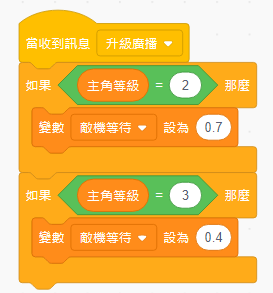 當收到訊息 升級廣播
如果 主角等級 = 2 那麼
變數 敵機等待 設為 0.7
如果 主角等級 = 3 那麼
變數 敵機等待 設為 0.4